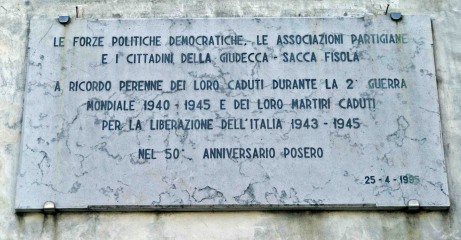 LE FORZE POLITICHE DEMOCRATICHE, LE ASSOCIAZIONI PARTIGIANE
E I CITTADINI DELLA GIUDECCA - SACCA FISOLA
A RICORDO PERENNE DEI LORO CADUTI DURANTE LA 2ª GUERRA
MONDIALE 1940 - 1945 E DEI LORO MARTIRI CADUTI
PER LA LIBERAZIONE DELL'ITALIA 1943 - 1945
NEL 50° ANNIVERSARIO POSERO
25 - 4 - 1995